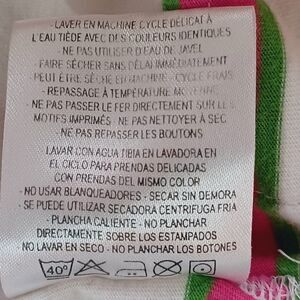 - LAVER EN MACHINE CYCLE DÉLICAT À
L'EAU TIÈDE AVEC DES COULEURS IDENTIQUES
- NE PAS UTILISER D'EAU DE JAVEL
- FAIRE SÉCHER SANS DÉLAI IMMÉDIATEMENT
- PEUT ÊTRE SÉCHÉ EN MACHINE - CYCLE FRAIS
- REPASSAGE À TEMPÉRATURE MOYENNE
- NE PAS POSER LE FER DIRECTEMENT SUR LES
MOTIFS IMPRIMÉS - NE PAS NETTOYER À SEC
- NE PAS REPASSER LES BOUTONS
LAVAR CON AGUA TIBIA EN LAVADORA EN
EL CICLO PARA PRENDAS DELICADAS
CON PRENDAS DEL MISMO COLOR
- NO USAR BLANQUEADORES - SECAR SIN DEMORA
- SE PUEDE UTILIZAR SECADORA CENTRIFUGA FRIA
- PLANCHA CALIENTE - NO PLANCHAR
DIRECTAMENTE SOBRE LOS ESTAMPADOS
- NO LAVAR EN SECO - NO PLANCHAR LOS BOTONES
40°